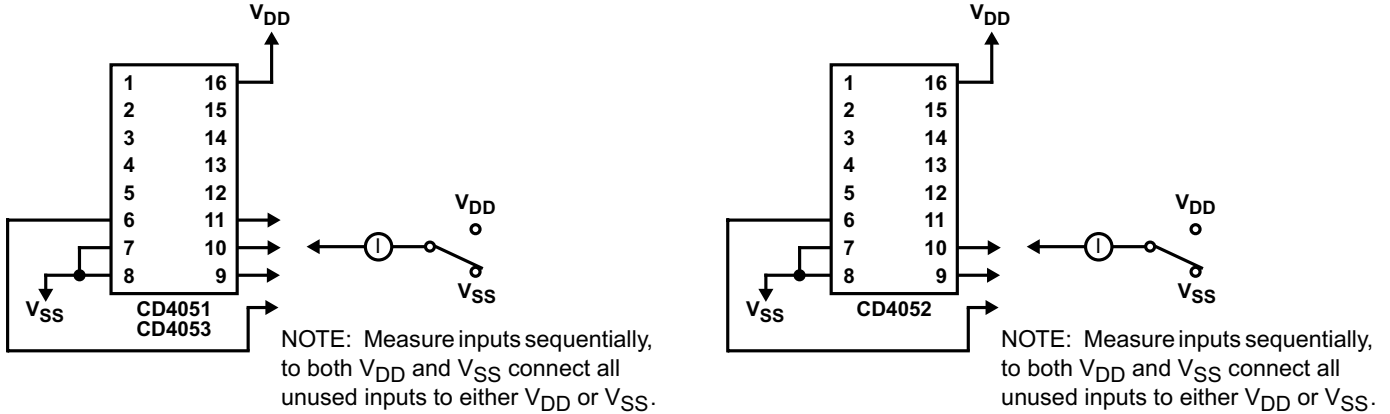 VDD
1 16
2 15
3 14
4 13
5 12
6 11
7 10
8 9
VSS
CD4051
CD4053
I
VDD
VSS
NOTE: Measure inputs sequentially,
to both VDD and VSS connect all
unused inputs to either VDD or VSS.
VDD
1 16
2 15
3 14
4 13
5 12
6 11
7 10
8 9
VSS
CD4052
I
VDD
VSS
NOTE: Measure inputs sequentially,
to both VDD and VSS connect all
unused inputs to either VDD or VSS.